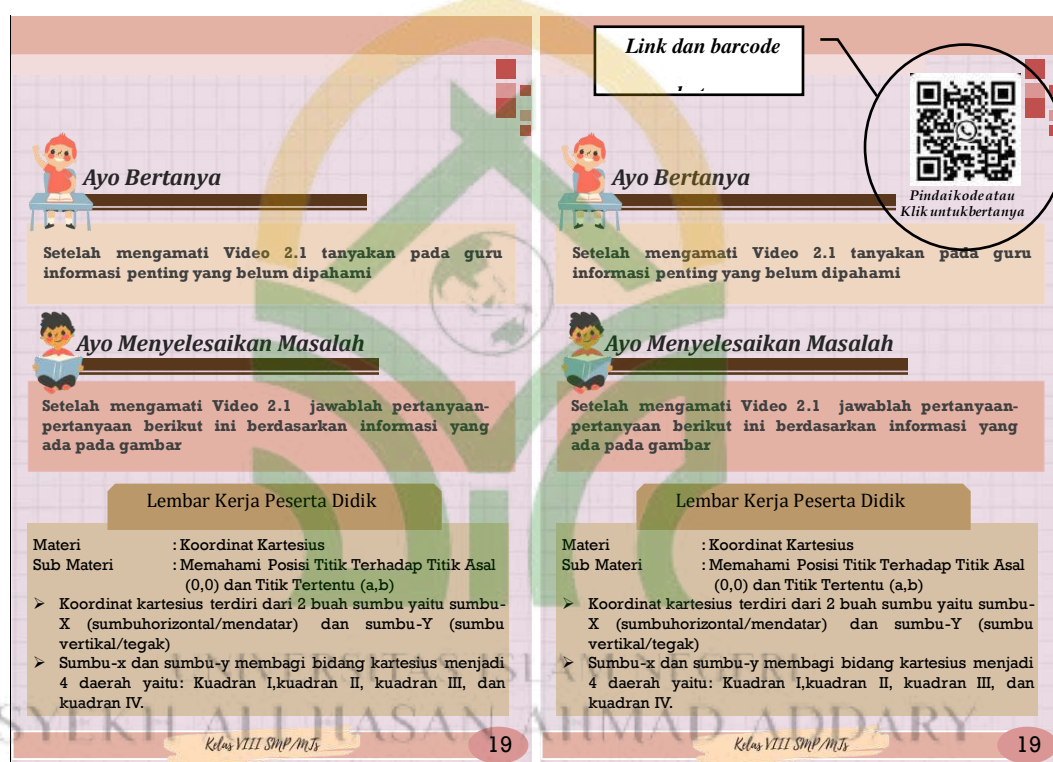 Ayo Bertanya
Setelah mengamati Video 2.1 tanyakan pada guru
informasi penting yang belum dipahami
Ayo Menyelesaikan Masalah
Setelah mengamati Video 2.1 jawablah pertanyaan-
pertanyaan berikut ini berdasarkan informasi yang
ada pada gambar
Lembar Kerja Peserta Didik
Materi : Koordinat Kartesius
Sub Materi : Memahami Posisi Titik Terhadap Titik Asal
(0,0) dan Titik Tertentu (a,b)
➢ Koordinat kartesius terdiri dari 2 buah sumbu yaitu sumbu-
X (sumbuhorizontal/mendatar) dan sumbu-Y (sumbu
vertikal/tegak)
➢ Sumbu-x dan sumbu-y membagi bidang kartesius menjadi
4 daerah yaitu: Kuadran I,kuadran II, kuadran III, dan
kuadran IV.
Kelas VIII SMP/MTs
19
Link dan barcode
Pindaikodeatau
Klik untukbertanya
Ayo Bertanya
Setelah mengamati Video 2.1 tanyakan pada guru
informasi penting yang belum dipahami
Ayo Menyelesaikan Masalah
Setelah mengamati Video 2.1 jawablah pertanyaan-
pertanyaan berikut ini berdasarkan informasi yang
ada pada gambar
Lembar Kerja Peserta Didik
Materi : Koordinat Kartesius
Sub Materi : Memahami Posisi Titik Terhadap Titik Asal
(0,0) dan Titik Tertentu (a,b)
➢ Koordinat kartesius terdiri dari 2 buah sumbu yaitu sumbu-
X (sumbuhorizontal/mendatar) dan sumbu-Y (sumbu
vertikal/tegak)
➢ Sumbu-x dan sumbu-y membagi bidang kartesius menjadi
4 daerah yaitu: Kuadran I,kuadran II, kuadran III, dan
kuadran IV.
Kelas VIII SMP/MTs
19
UNIVERSITAS ISLAM NEGERI
SYEKH ALI HASAN AHMAD ADDARY